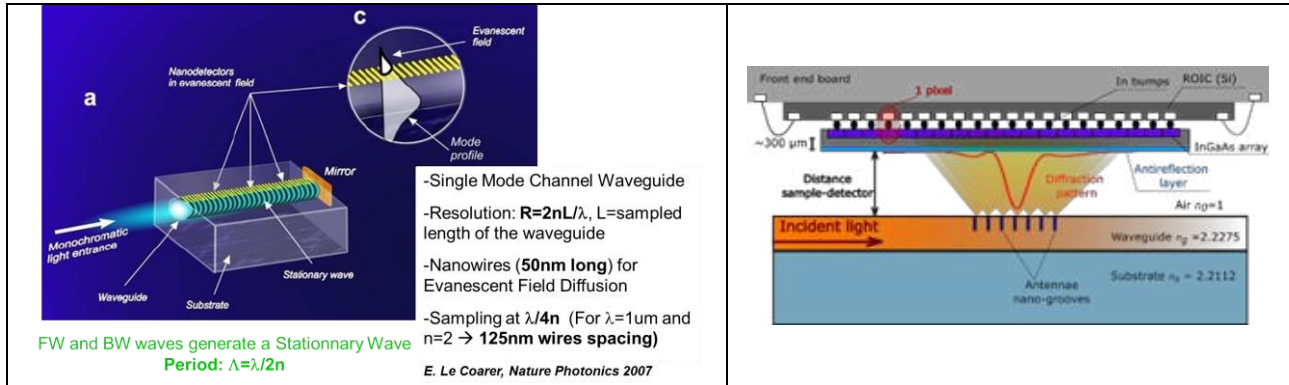 c
Evanescent
field
Nanodetectors
in evanescent field
a
Mode
profile
Mirror
Monochromatic
light entrance
Waveguide
Substrate
Stationary wave
FW and BW waves generate a Stationnary Wave
Period: Λ=λ/2n
-Single Mode Channel Waveguide
-Resolution: R=2nL/λ, L=sampled
length of the waveguide
-Nanowires (50nm long) for
Evanescent Field Diffusion
-Sampling at λ/4n (For λ=1um and
n=2 → 125nm wires spacing)
E. Le Coarer, Nature Photonics 2007
Front end board
1 pixel
In bumps
ROIC (Si)
~300 µm
InGaAs array
Antireflection
layer
Distance
sample-detector
Diffraction
pattern
Air n0=1
Incident light
Waveguide ng=2.2275
Substrate ns = 2.2112
Antennae
nano-grooves